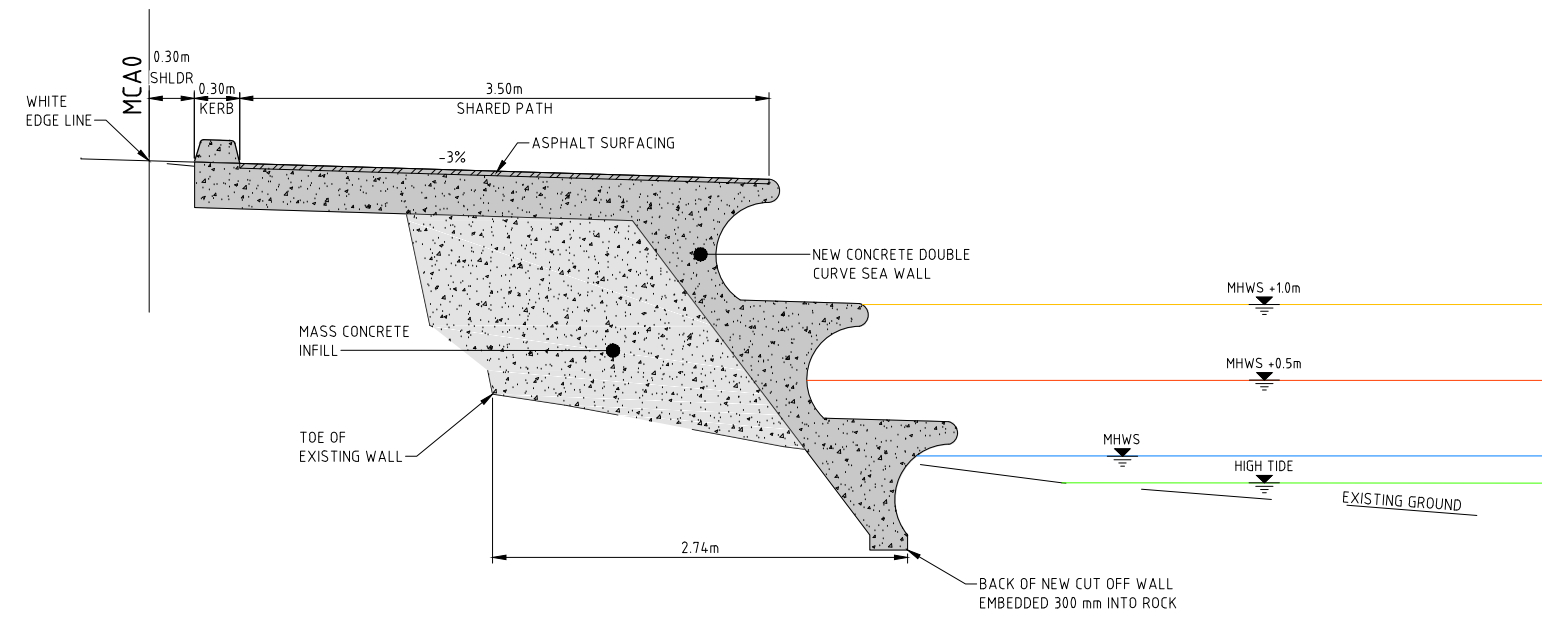 MCA0
0.30m
SHLDR
0.30m
KERB
3.50m
SHARED PATH
WHITE
EDGE LINE
-3%
ASPHALT SURFACING
NEW CONCRETE DOUBLE
CURVE SEA WALL
MHWS +1.0m
MASS CONCRETE
INFILL
MHWS +0.5m
TOE OF
EXISTING WALL
MHWS
HIGH TIDE
EXISTING GROUND
2.74m
BACK OF NEW CUT OFF WALL
EMBEDDED 300 mm INTO ROCK